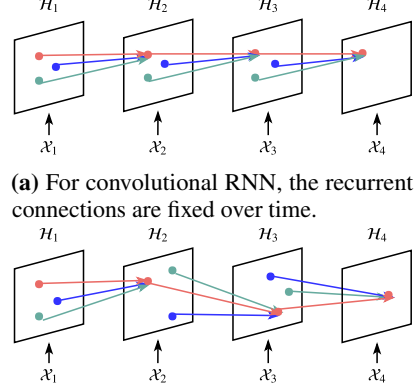 ℋ₁ ℋ₂ ℋ₃ ℋ₄
𝒳₁ 𝒳₂ 𝒳₃ 𝒳₄
(a) For convolutional RNN, the recurrent
connections are fixed over time.
ℋ₁ ℋ₂ ℋ₃ ℋ₄
𝒳₁ 𝒳₂ 𝒳₃ 𝒳₄